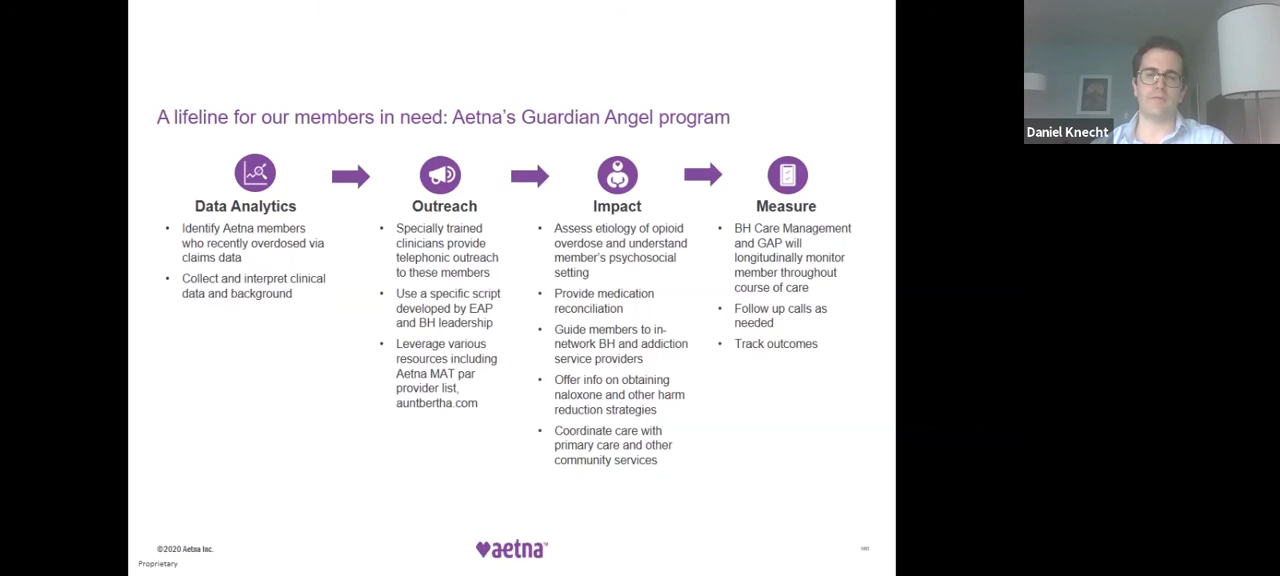 A lifeline for our members in need: Aetna's Guardian Angel program
Data Analytics
• Identify Aetna members
who recently overdosed via
claims data
• Collect and interpret clinical
data and background
Outreach
• Specially trained
clinicians provide
telephonic outreach
to these members
• Use a specific script
developed by EAP
and BH leadership
• Leverage various
resources including
Aetna MAT par
provider list,
auntbertha.com
Impact
• Assess etiology of opioid
overdose and understand
member's psychosocial
setting
• Provide medication
reconciliation
• Guide members to in-
network BH and addiction
service providers
• Offer info on obtaining
naloxone and other harm
reduction strategies
• Coordinate care with
primary care and other
community services
Measure
• BH Care Management
and GAP will
longitudinally monitor
member throughout
course of care
• Follow up calls as
needed
• Track outcomes
©2020 Aetna Inc.
Proprietary
aetna™
Daniel Knecht